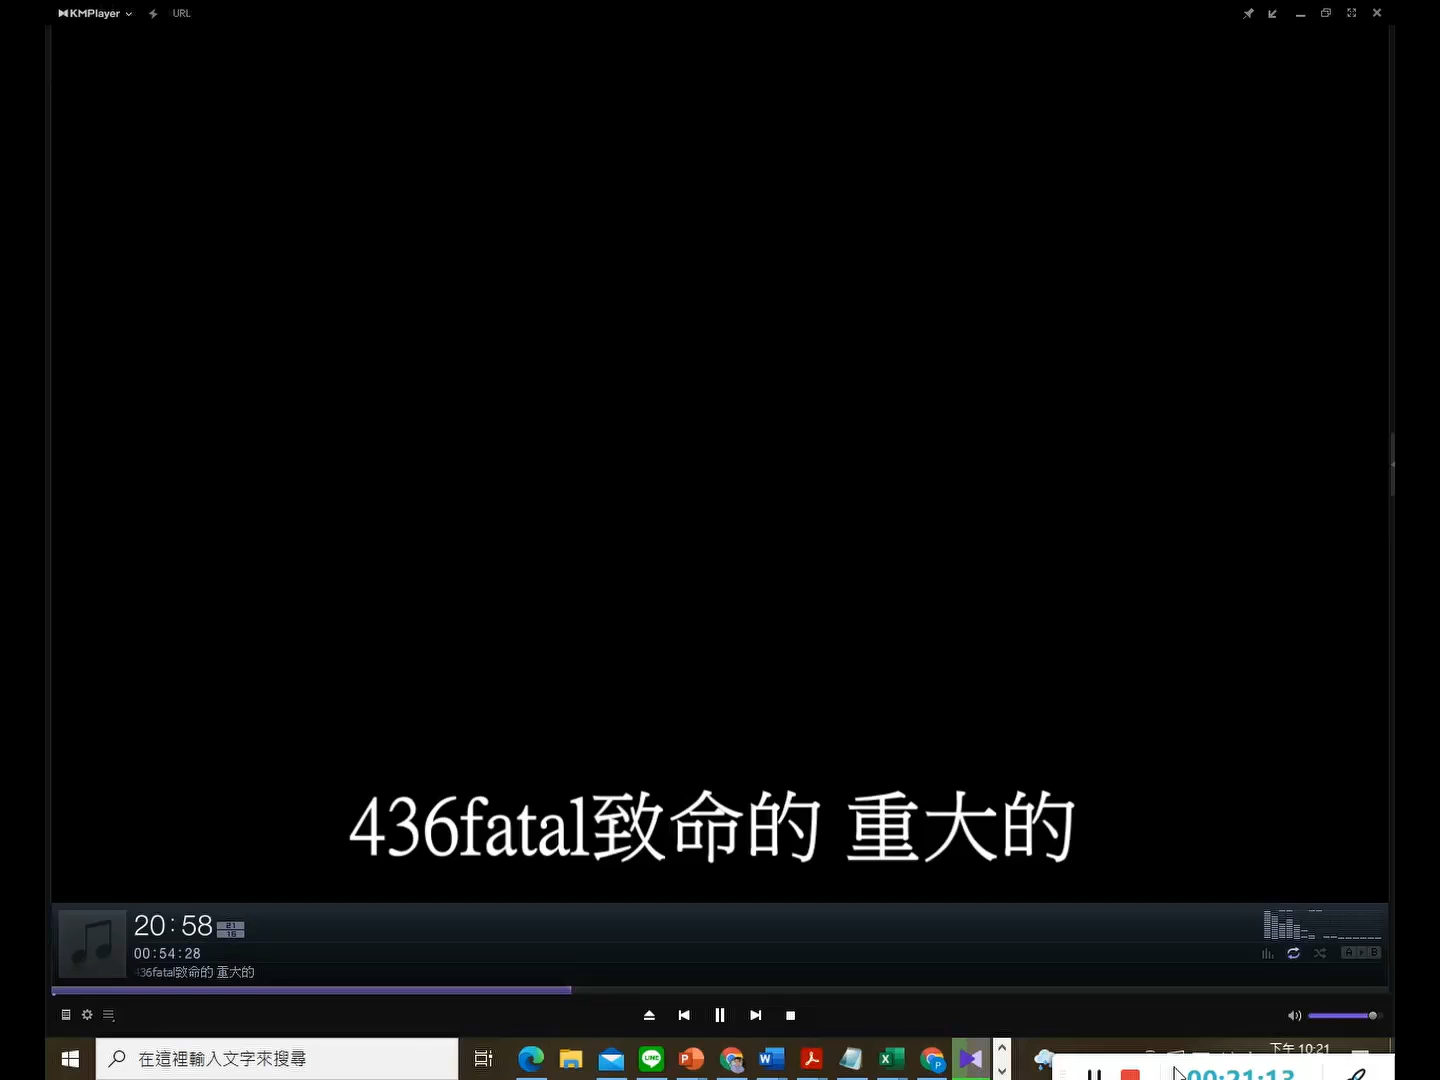 KMPlayer
URL
436fatal致命的 重大的
20:58
21
16
00:54:28
436fatal致命的 重大的
A B
在這裡輸入文字來搜尋
下午 10:21
00:21:13